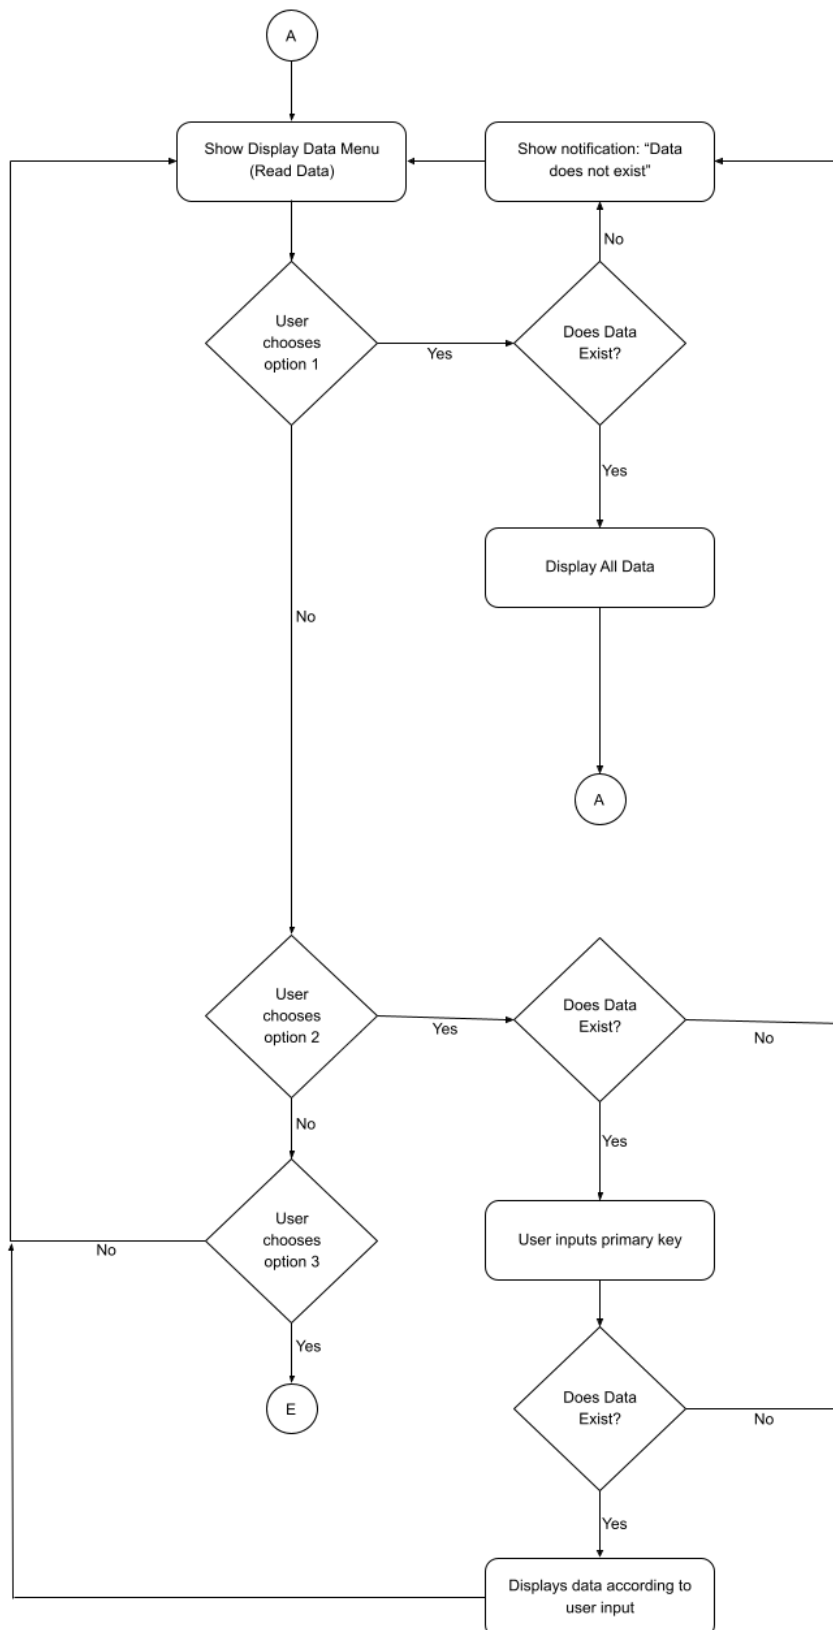 A
Show Display Data Menu
(Read Data)
Show notification: “Data
does not exist”
No
User
chooses
option 1
Yes
Does Data
Exist?
Yes
Display All Data
No
A
User
chooses
option 2
Yes
Does Data
Exist?
No
No
Yes
User
chooses
option 3
No
User inputs primary key
Yes
E
Does Data
Exist?
No
Yes
Displays data according to
user input